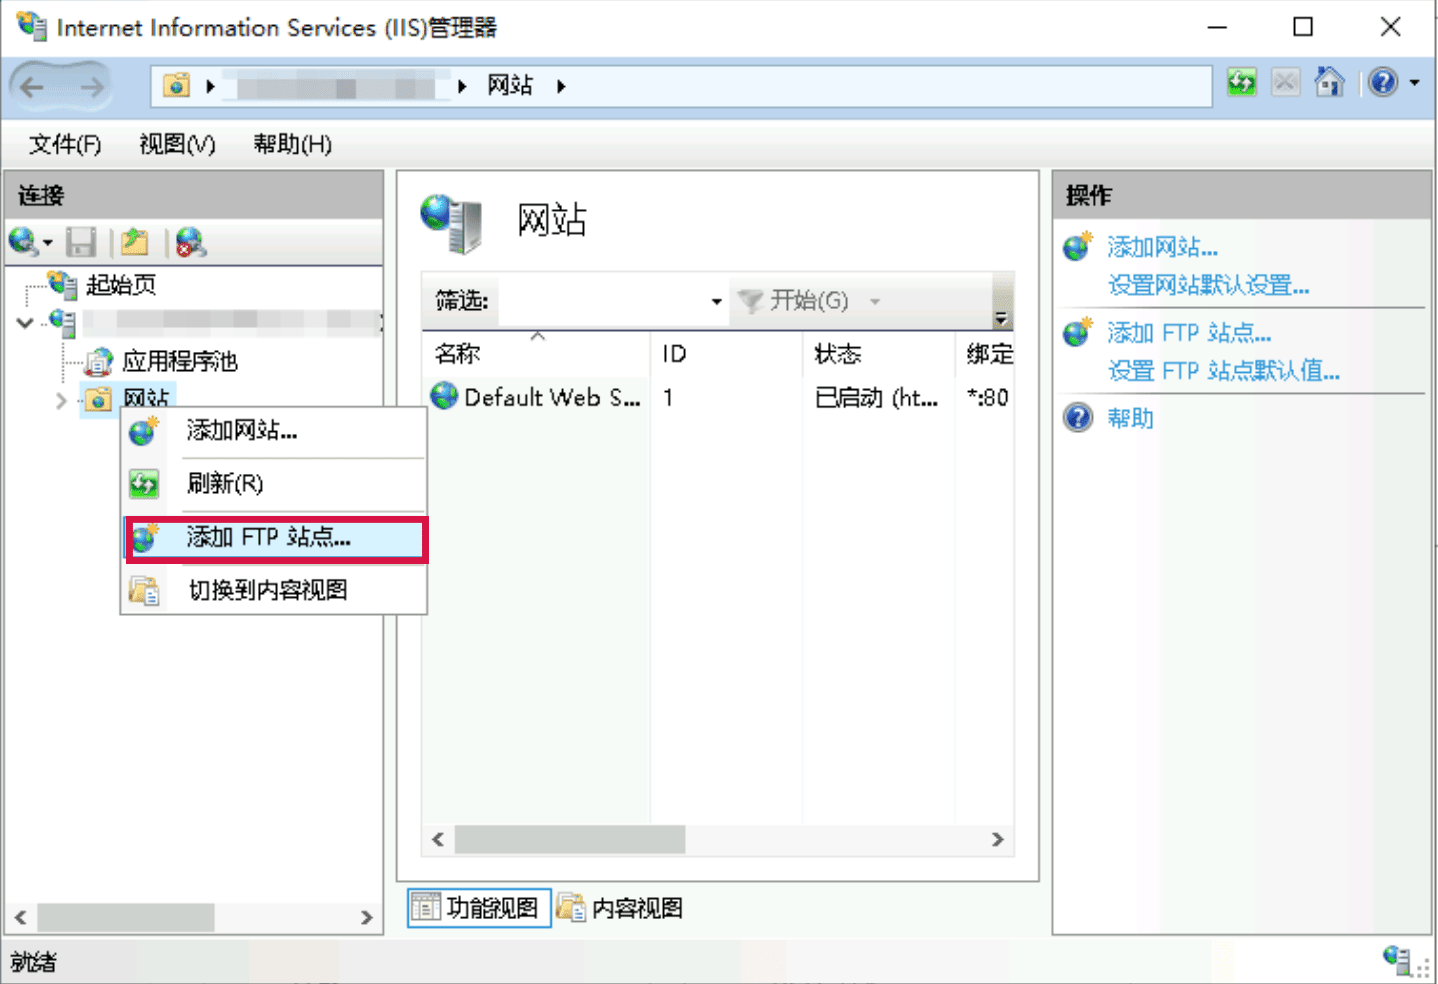 Internet Information Services (IIS)管理器
网站
文件(F) 视图(V) 帮助(H)
连接
起始页
应用程序池
网站
添加网站...
刷新(R)
添加 FTP 站点...
切换到内容视图
网站
筛选: 开始(G)
名称 ID 状态 绑定
Default Web S... 1 已启动 (ht... *:80
功能视图 内容视图
操作
添加网站...
设置网站默认设置...
添加 FTP 站点...
设置 FTP 站点默认值...
帮助
就绪